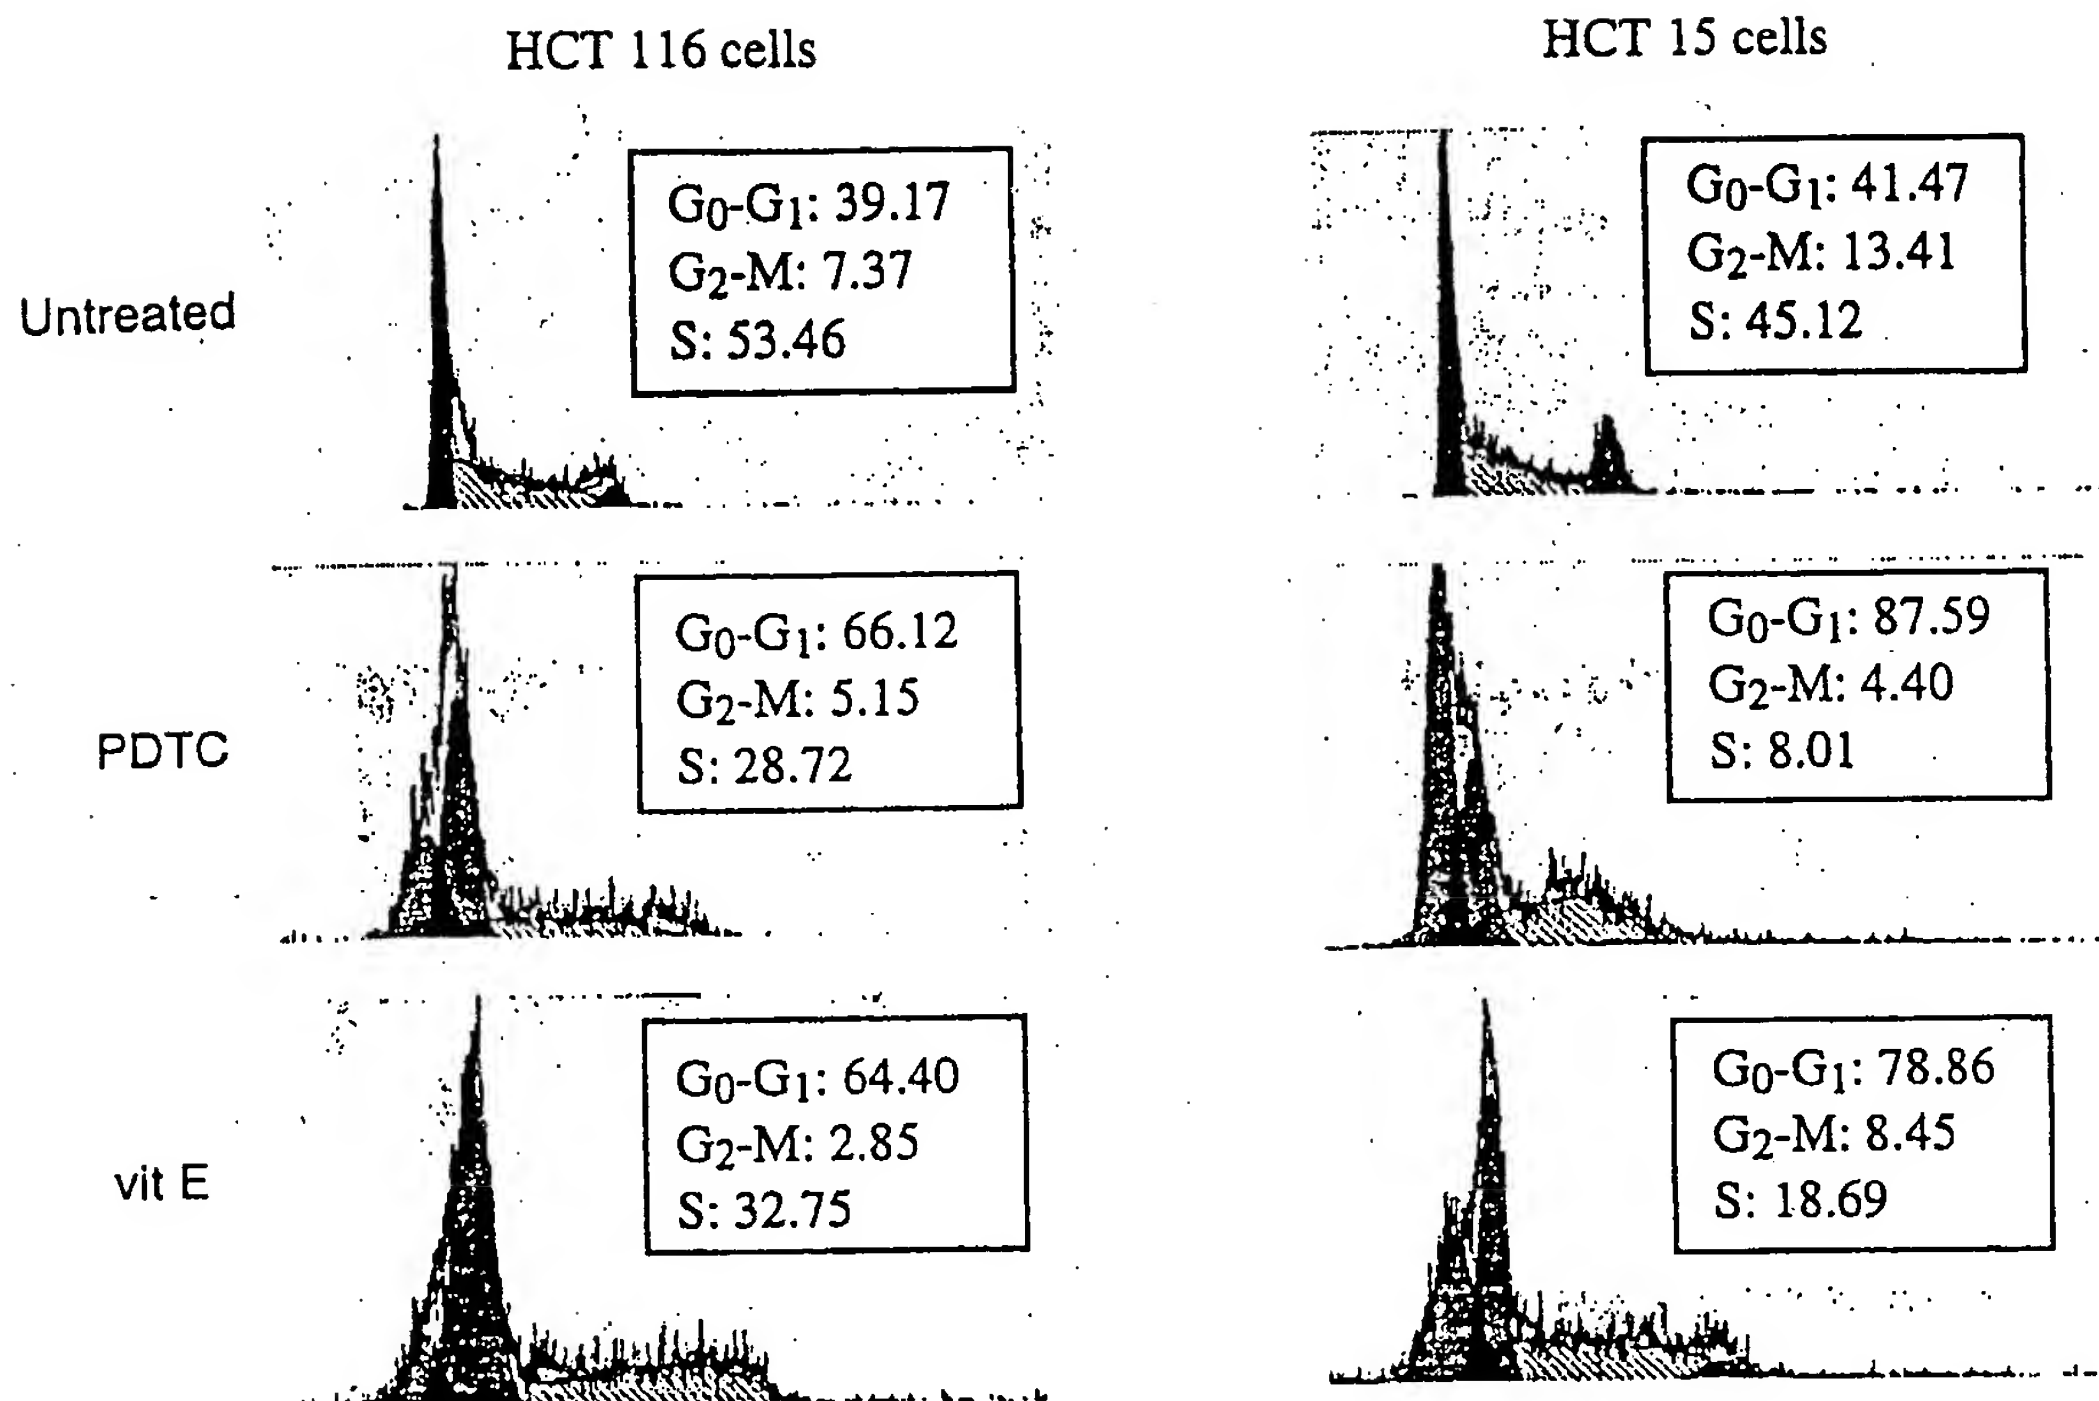 HCT 116 cells
HCT 15 cells
Untreated
G0-G1: 39.17
G2-M: 7.37
S: 53.46
G0-G1: 41.47
G2-M: 13.41
S: 45.12
PDTC
G0-G1: 66.12
G2-M: 5.15
S: 28.72
G0-G1: 87.59
G2-M: 4.40
S: 8.01
vit E
G0-G1: 64.40
G2-M: 2.85
S: 32.75
G0-G1: 78.86
G2-M: 8.45
S: 18.69